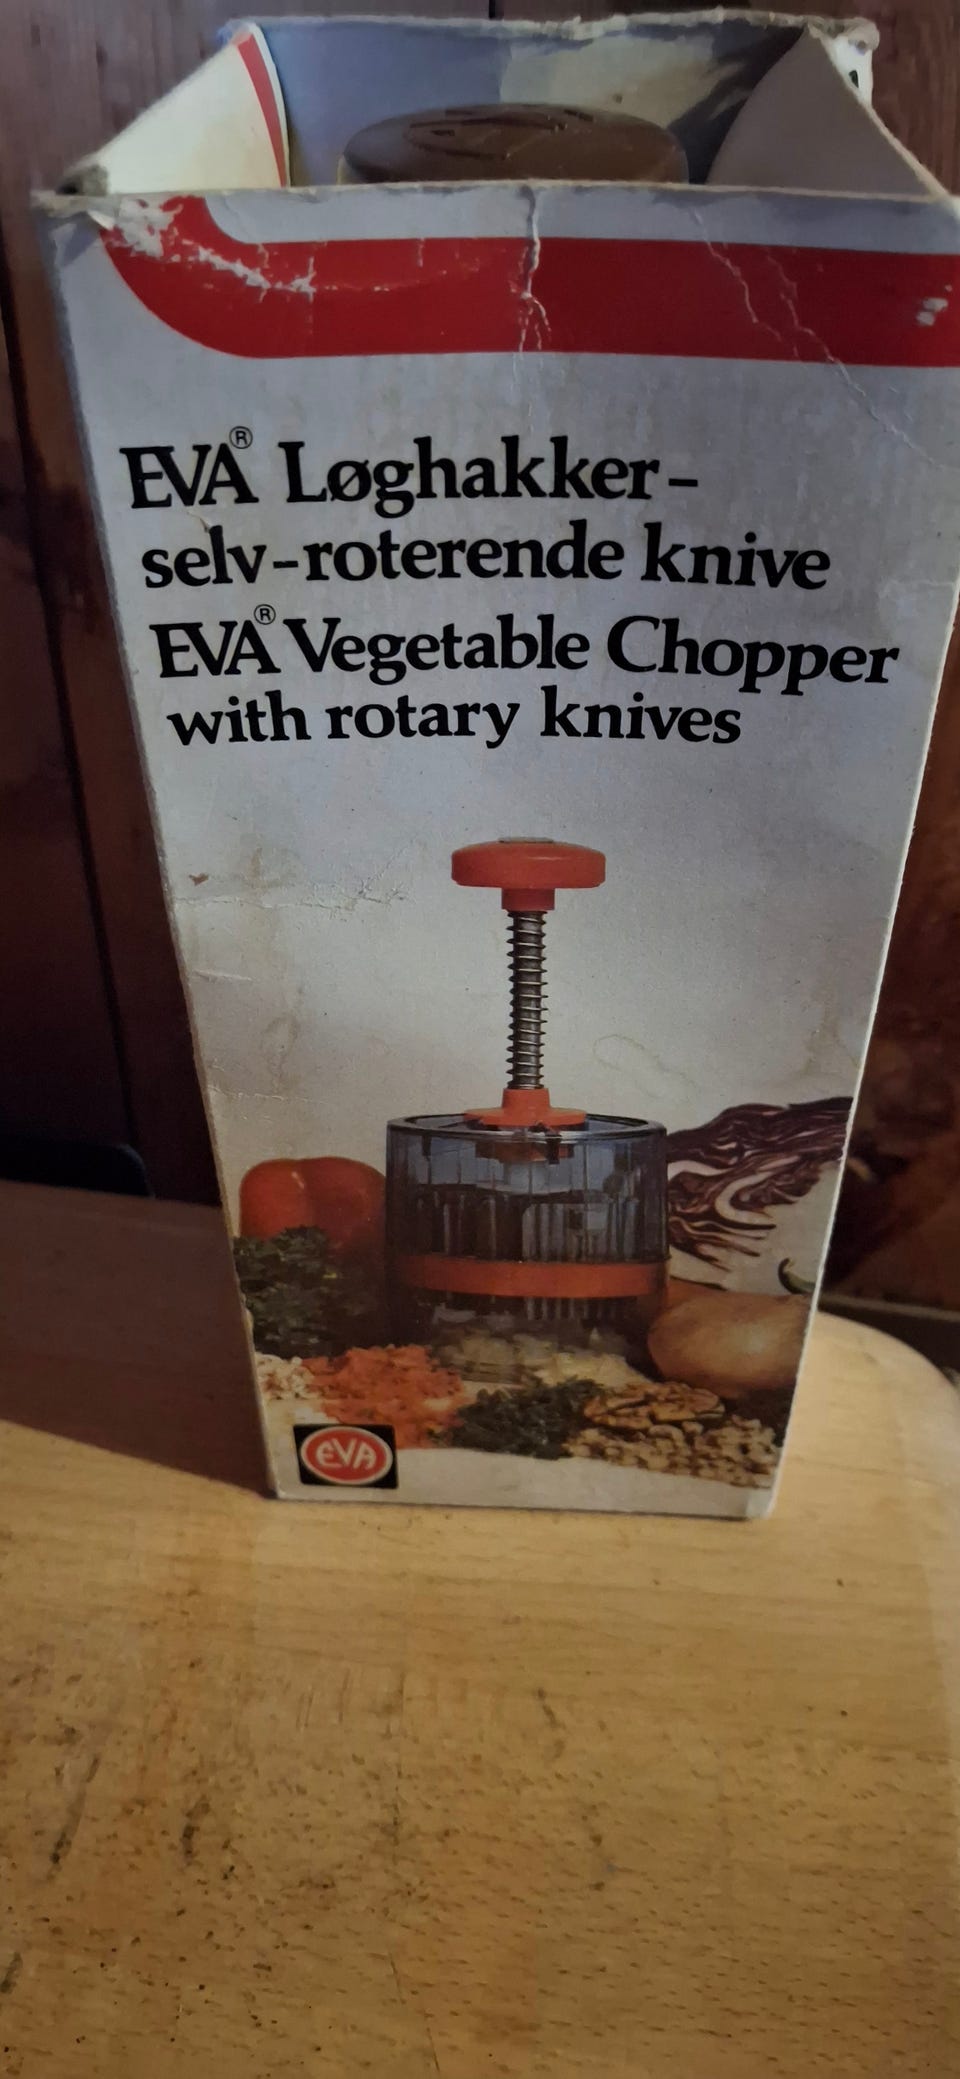 EVA® Løghakker-
selv-roterende knive
EVA® Vegetable Chopper
with rotary knives
EVA